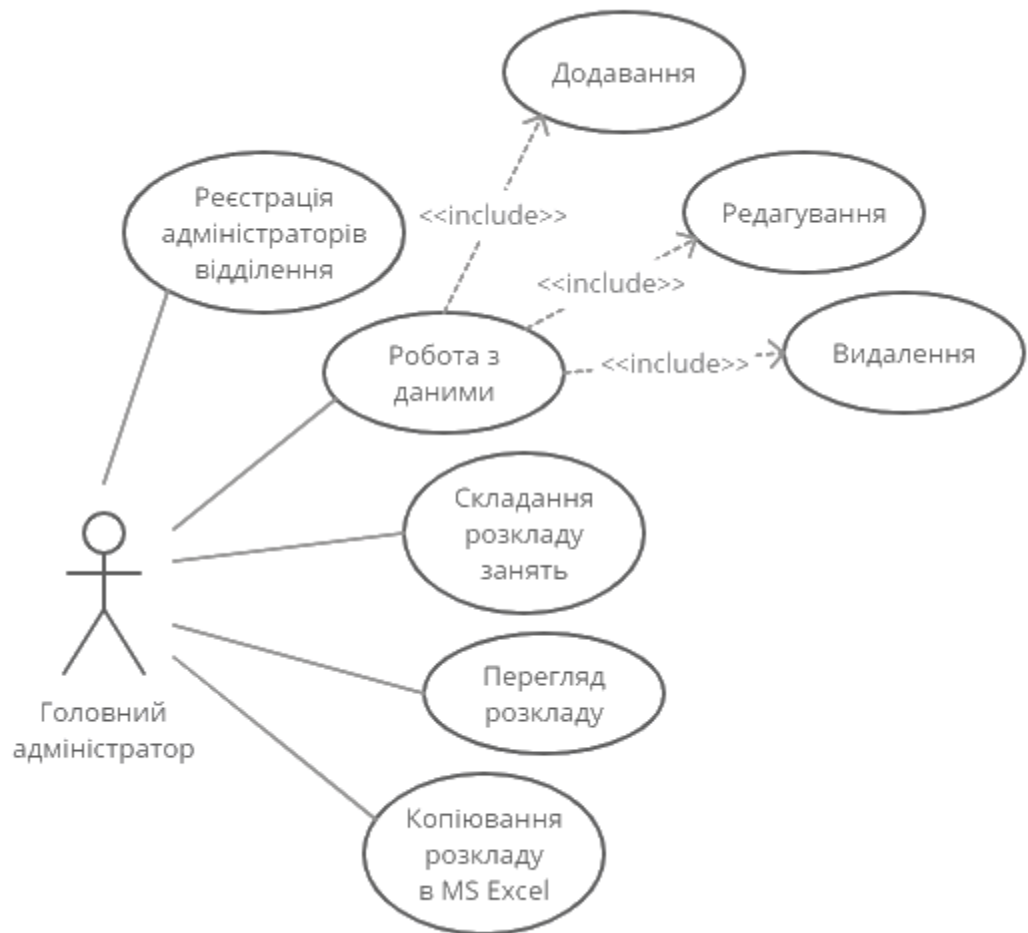 Додавання
Реєстрація
адміністраторів
відділення
<<include>>
Редагування
<<include>>
Робота з
даними
<<include>>
Видалення
Складання
розкладу
занять
Перегляд
розкладу
Головний
адміністратор
Копіювання
розкладу
в MS Excel